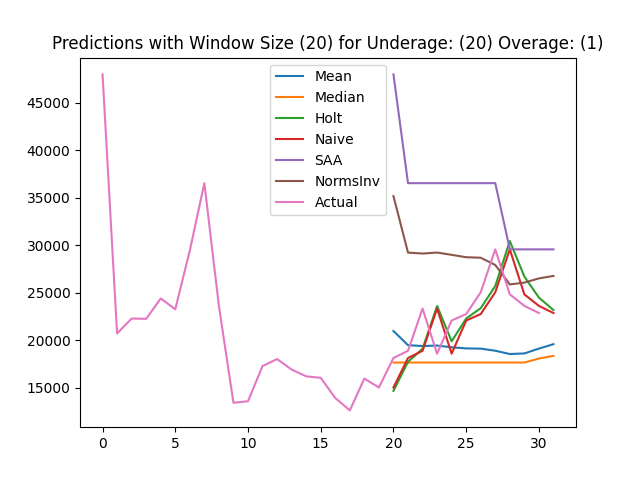 Predictions with Window Size (20) for Underage: (20) Overage: (1)
Mean
Median
Holt
Naive
SAA
NormsInv
Actual
45000
40000
35000
30000
25000
20000
15000
0 5 10 15 20 25 30